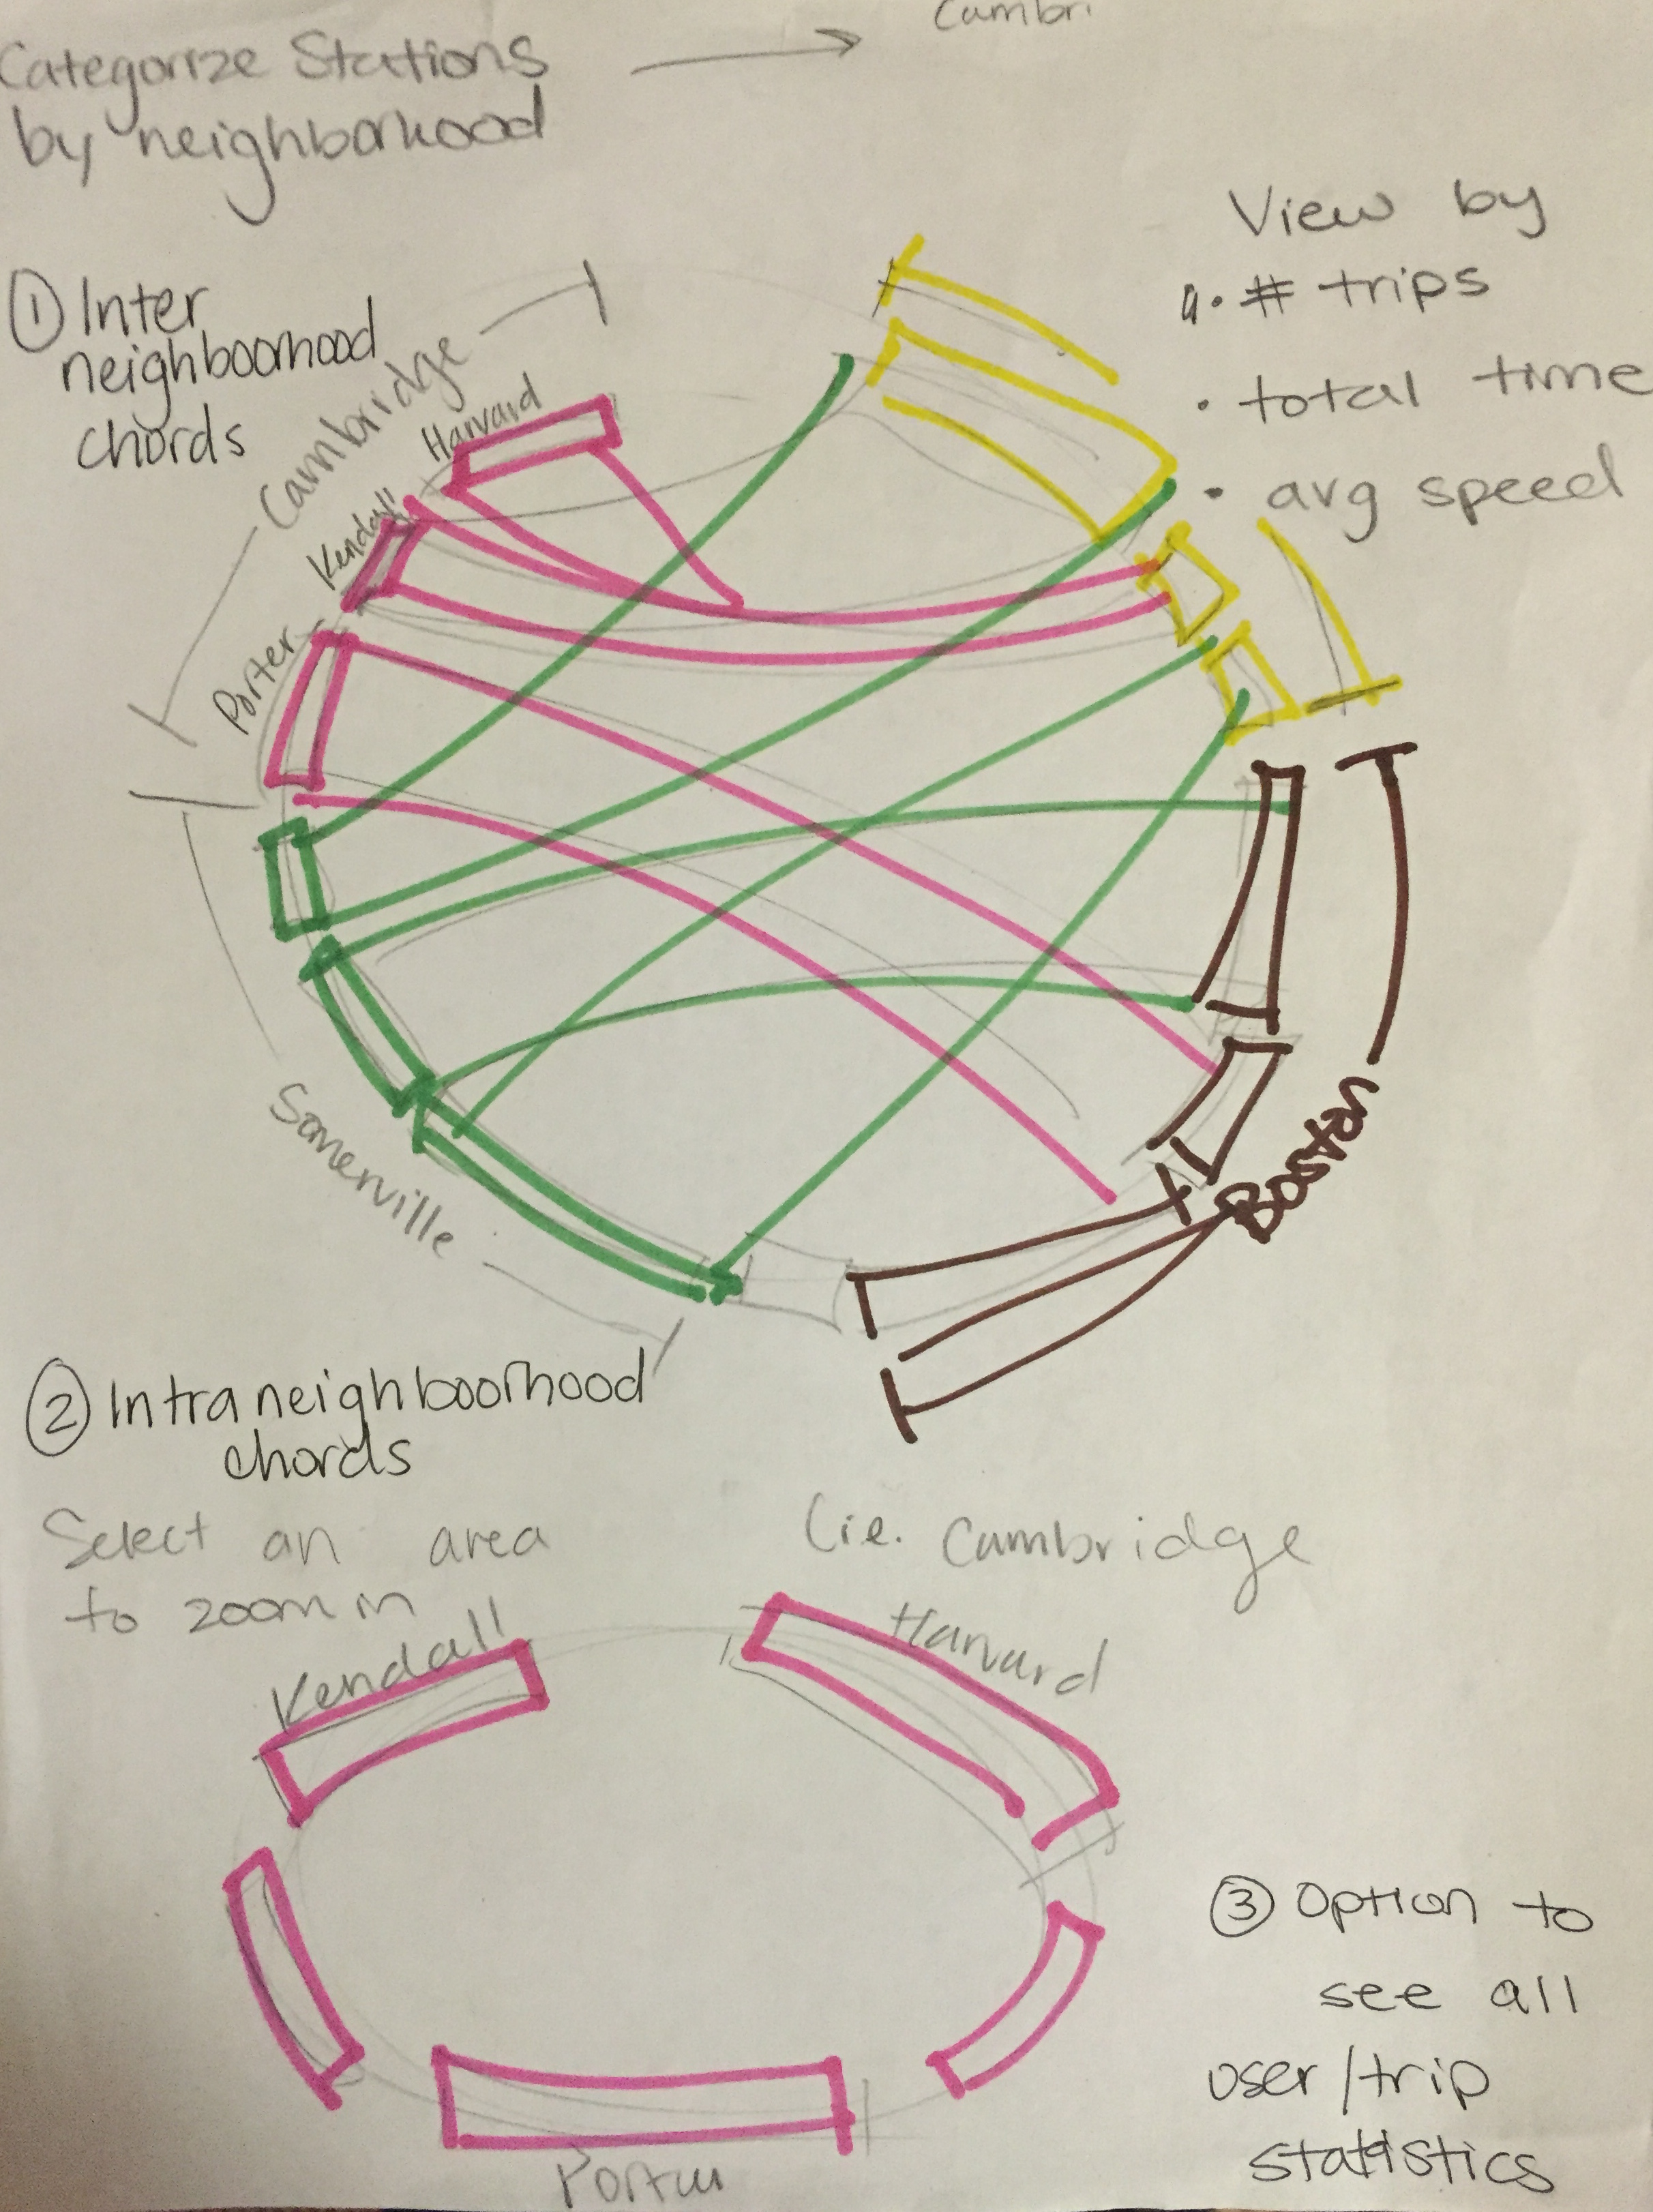 Cambri
Categorize Stations
by neighborhood
View by
• # trips
• total time
• avg speed
① Inter
neighboorhood
chords
Cambridge
Harvard
Kendall
Porter
Somerville
Boston
② Intra neighboorhood
chords
Select an area
to zoom in
(ie. Cambridge
Kendall
Harvard
Porter
③ Option to
see all
user/trip
statistics